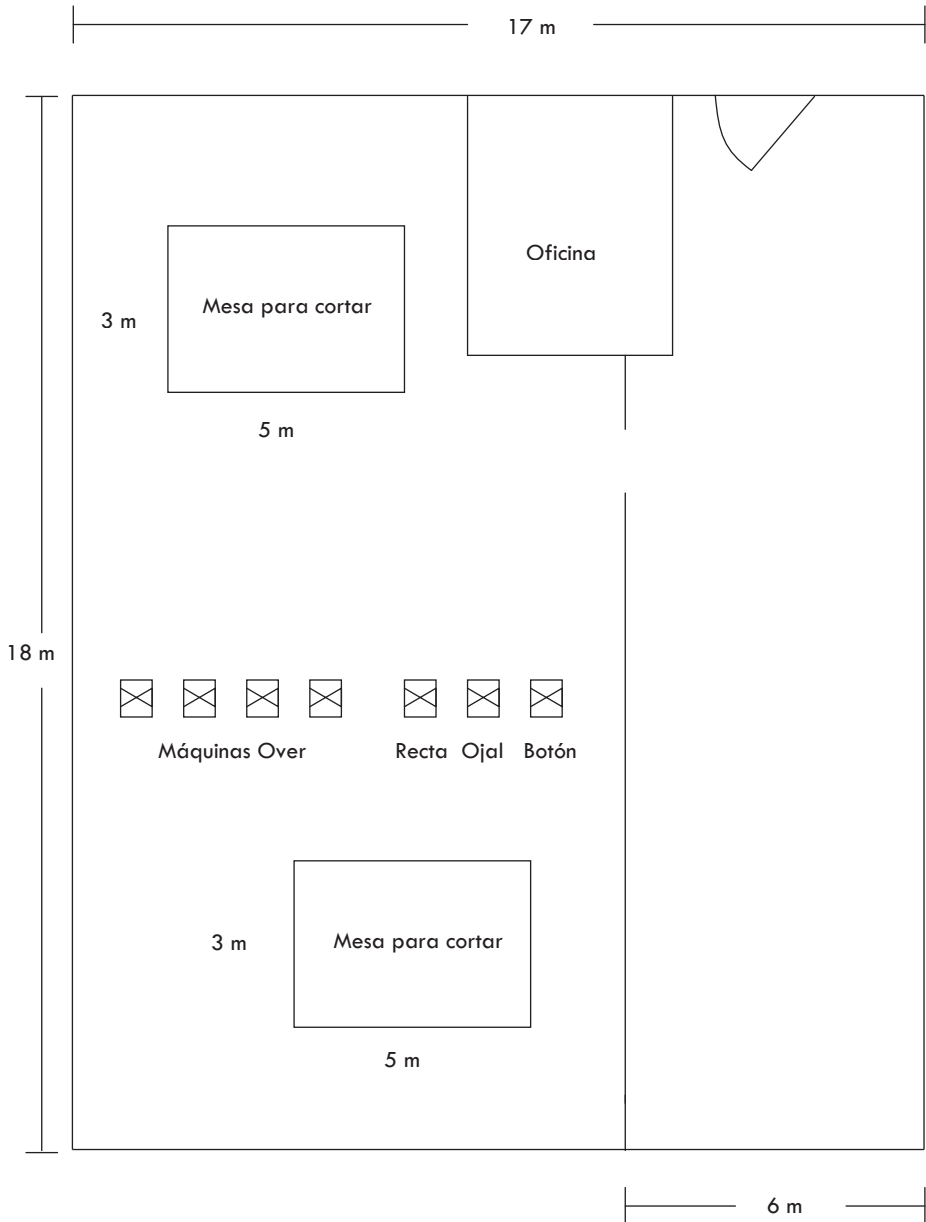 17 m
Oficina
Mesa para cortar
3 m
5 m
18 m
Máquinas Over
Recta Ojal Botón
3 m
Mesa para cortar
5 m
6 m